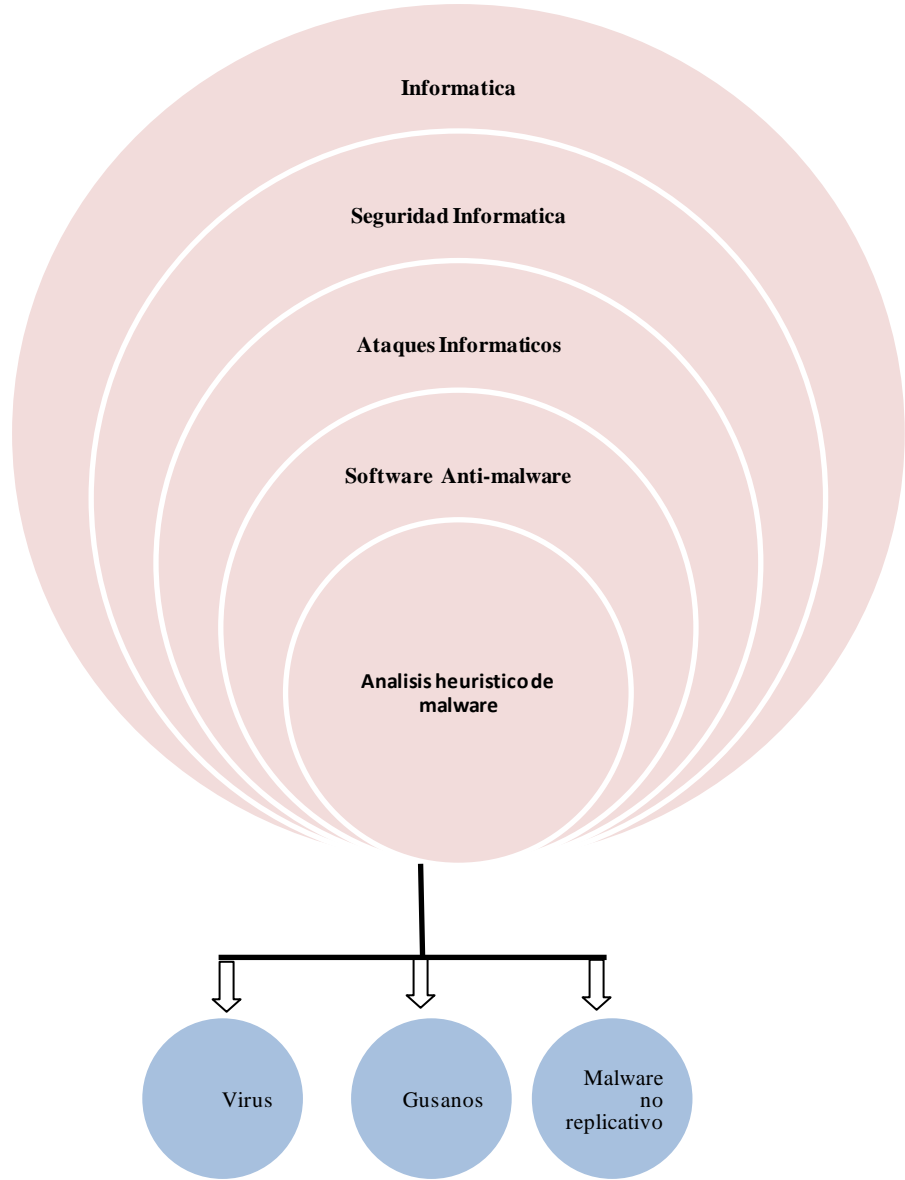 Informatica
Seguridad Informatica
Ataques Informaticos
Software Anti-malware
Analisis heuristico de
malware
Virus
Gusanos
Malware
no
replicativo